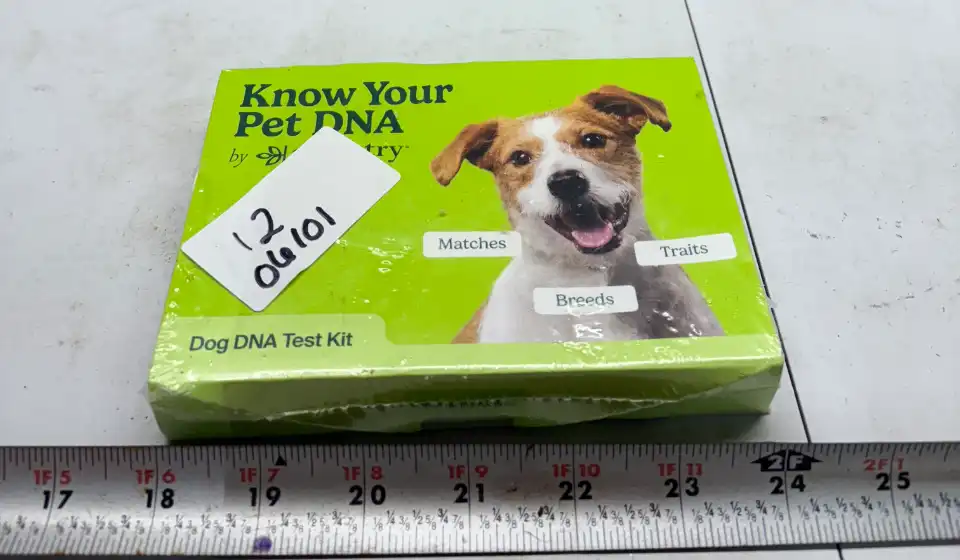 Know Your
Pet DNA
by
12
06101
Matches
Traits
Breeds
Dog DNA Test Kit
1F5 1F6 1F7 1F8 1F9 1F10 1F11 2F 2F1
17 18 19 20 21 22 23 24 25